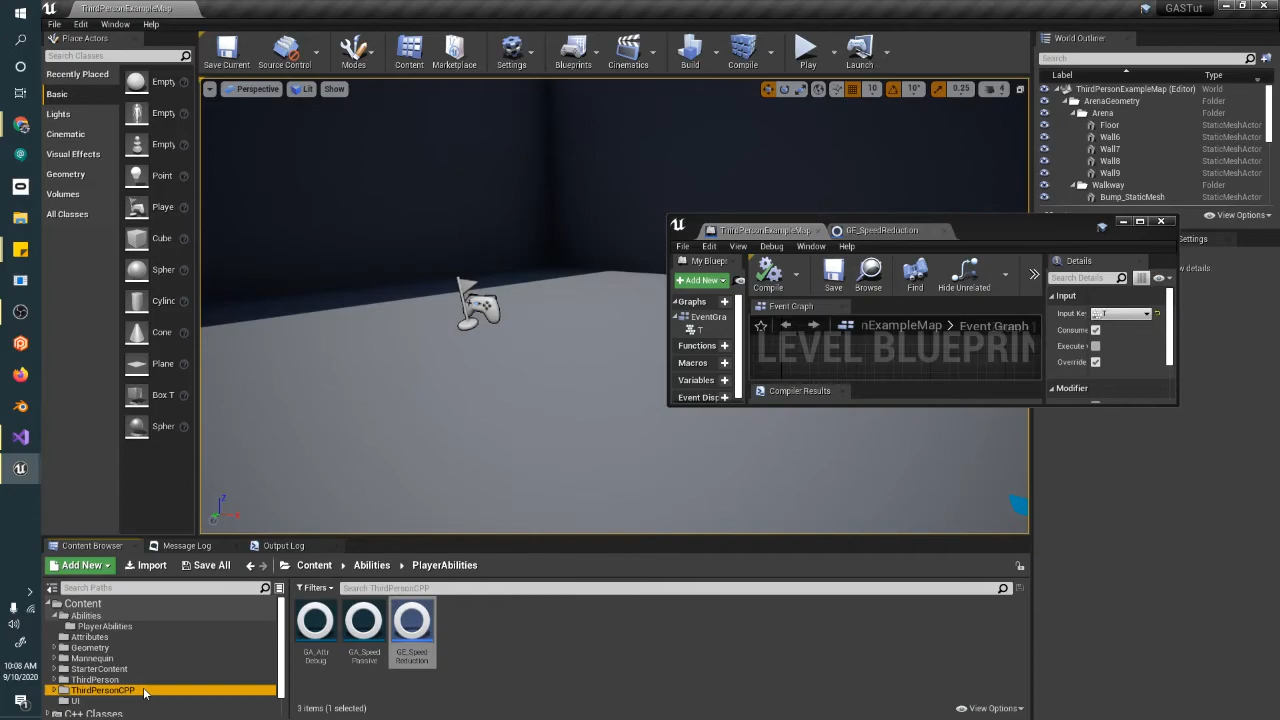 ThirdPersonExampleMap
GASTut
File Edit Window Help
Place Actors
Search Classes
Recently Played
Basic
Lights
Cinematic
Visual Effects
Geometry
Volumes
All Classes
Empty
Empty
Empty
Point
Playe
Cube
Spher
Cylinc
Cone
Plane
Box T
Spher
Save Current
Source Control
Modes
Content
Marketplace
Settings
Blueprints
Cinematics
Build
Compile
Play
Launch
Perspective
Lit
Show
10
10°
0.25
4
World Outliner
Search
Label Type
ThirdPersonExampleMap (Editor) World
ArenaGeometry Folder
Arena Folder
Floor StaticMeshActor
Wall6 StaticMeshActor
Wall7 StaticMeshActor
Wall8 StaticMeshActor
Wall9 StaticMeshActor
Walkway Folder
Bump_StaticMesh StaticMeshActor
View Options
Settings
w details.
ThirdPersonExampleMap
GE_SpeedReduction
File Edit View Debug Window Help
My Bluepr
Add New
Graphs
EventGra
T
Functions
Macros
Variables
Event Disp
Compile
Save
Browse
Find
Hide Unrelated
Event Graph
nExampleMap > Event Graph
LEVEL BLUEPRIN
Compiler Results
Details
Search Details
Input
Input Ke
Consume
Execute
Override
Modifier
Content Browser
Message Log
Output Log
Add New
Import
Save All
Content
Abilities
PlayerAbilities
Search Paths
Filters
Search ThirdPersonCPP
Content
Abilities
PlayerAbilities
Attributes
Geometry
Mannequin
StarterContent
ThirdPerson
ThirdPersonCPP
UI
C++ Classes
GA_Attr
Debug
GA_Speed
Passive
GE_Speed
Reduction
3 items (1 selected)
View Options
10:08 AM
9/10/2020